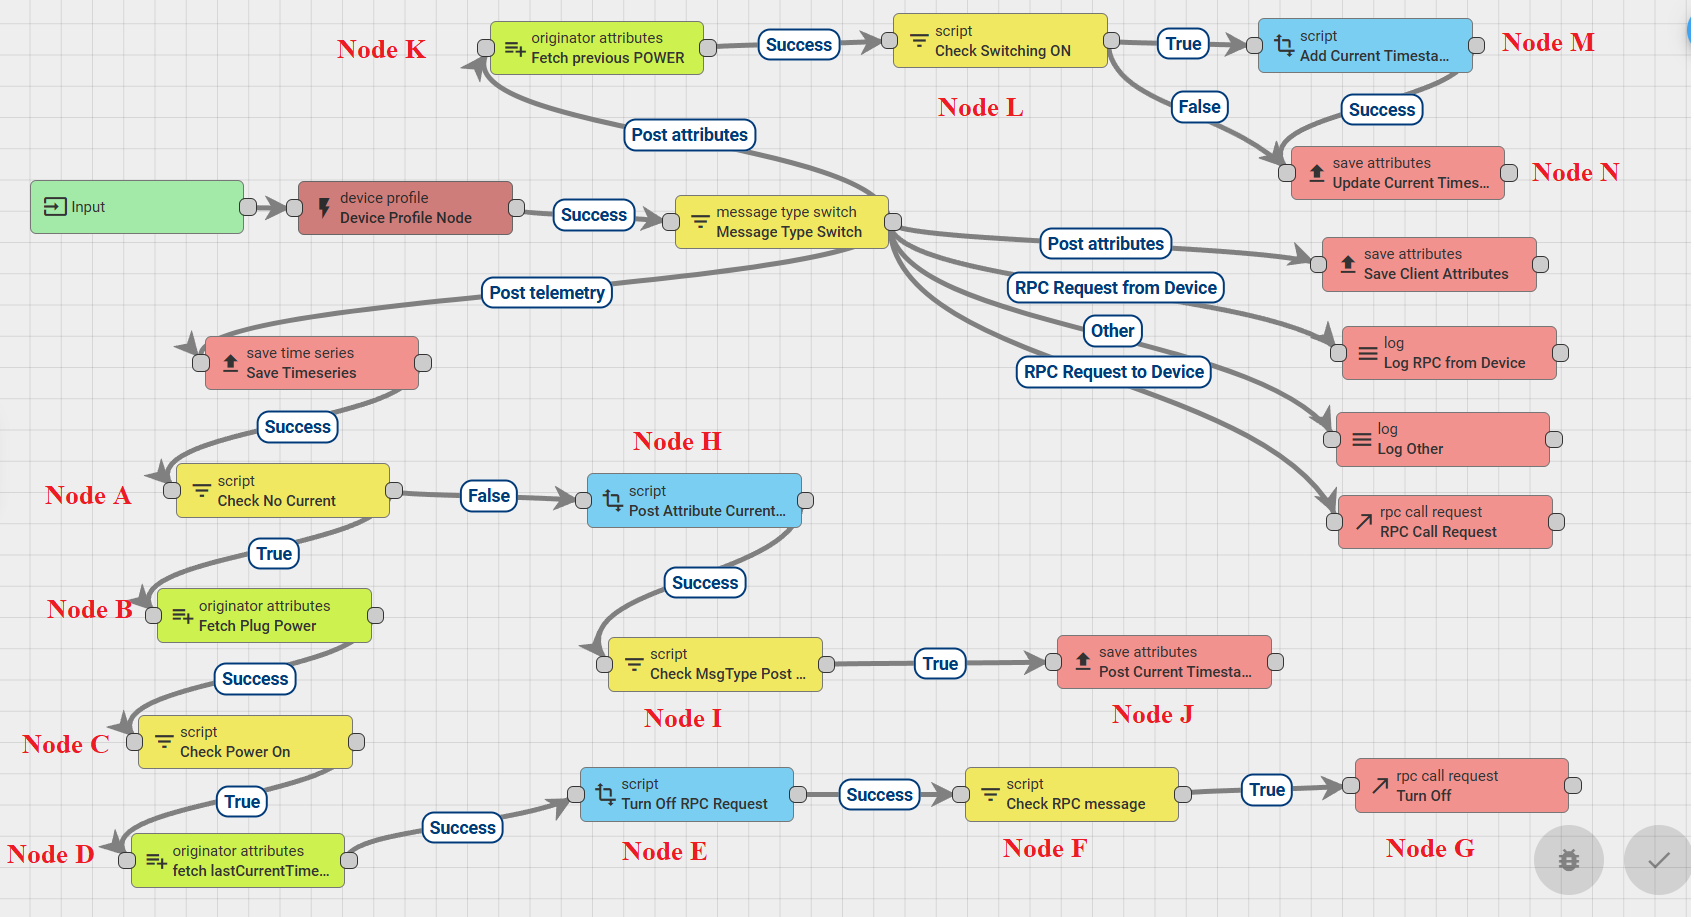 Node K
originator attributes
Fetch previous POWER
Success
script
Check Switching ON
True
script
Add Current Timesta...
Node M
Node L
False
Success
Post attributes
save attributes
Update Current Times...
Node N
Input
device profile
Device Profile Node
Success
message type switch
Message Type Switch
Post attributes
save attributes
Save Client Attributes
RPC Request from Device
Post telemetry
Other
log
Log RPC from Device
save time series
Save Timeseries
RPC Request to Device
Success
log
Log Other
Node H
Node A
script
Check No Current
False
script
Post Attribute Current...
rpc call request
RPC Call Request
True
Success
Node B
originator attributes
Fetch Plug Power
script
Check MsgType Post ...
True
save attributes
Post Current Timesta...
Success
Node I
Node J
Node C
script
Check Power On
True
script
Turn Off RPC Request
Success
script
Check RPC message
True
rpc call request
Turn Off
Success
Node D
originator attributes
fetch lastCurrentTime...
Node E
Node F
Node G